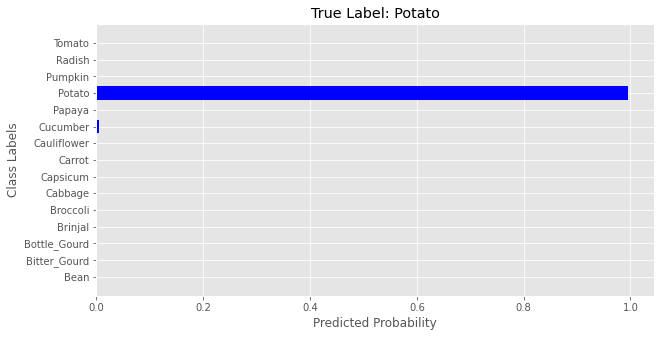 True Label: Potato
Class Labels
Tomato
Radish
Pumpkin
Potato
Papaya
Cucumber
Cauliflower
Carrot
Capsicum
Cabbage
Broccoli
Brinjal
Bottle_Gourd
Bitter_Gourd
Bean
0.0 0.2 0.4 0.6 0.8 1.0
Predicted Probability